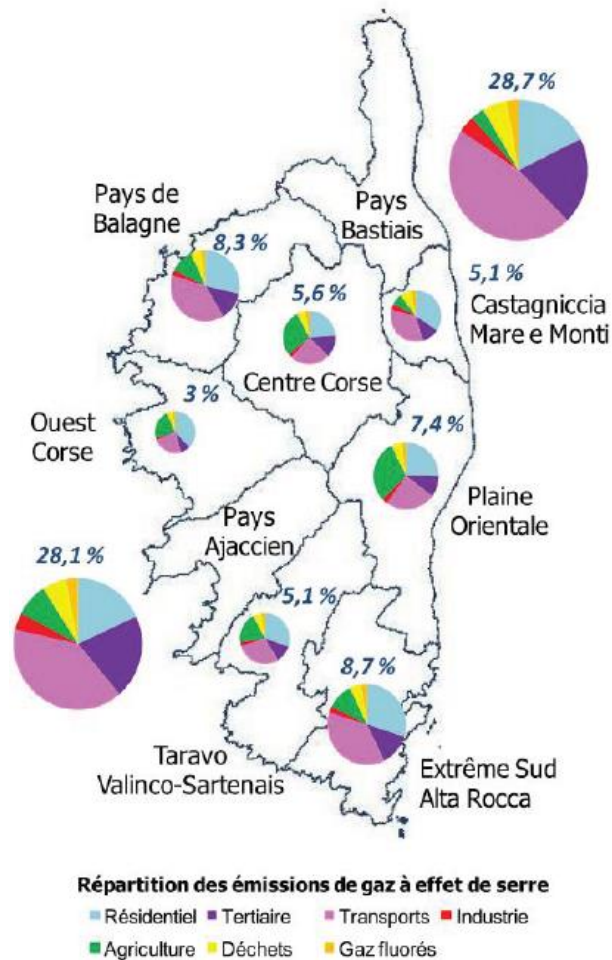 28,7 %
Pays de
Balagne
Pays
Bastiais
8,3 %
5,1 %
5,6 %
Castagniccia
Mare e Monti
Centre Corse
3 %
Ouest
Corse
7,4 %
Plaine
Orientale
Pays
Ajaccien
28,1 %
5,1 %
8,7 %
Taravo
Valinco-Sartenais
Extrême Sud
Alta Rocca
Répartition des émissions de gaz à effet de serre
Résidentiel Tertiaire Transports Industrie
Agriculture Déchets Gaz fluorés